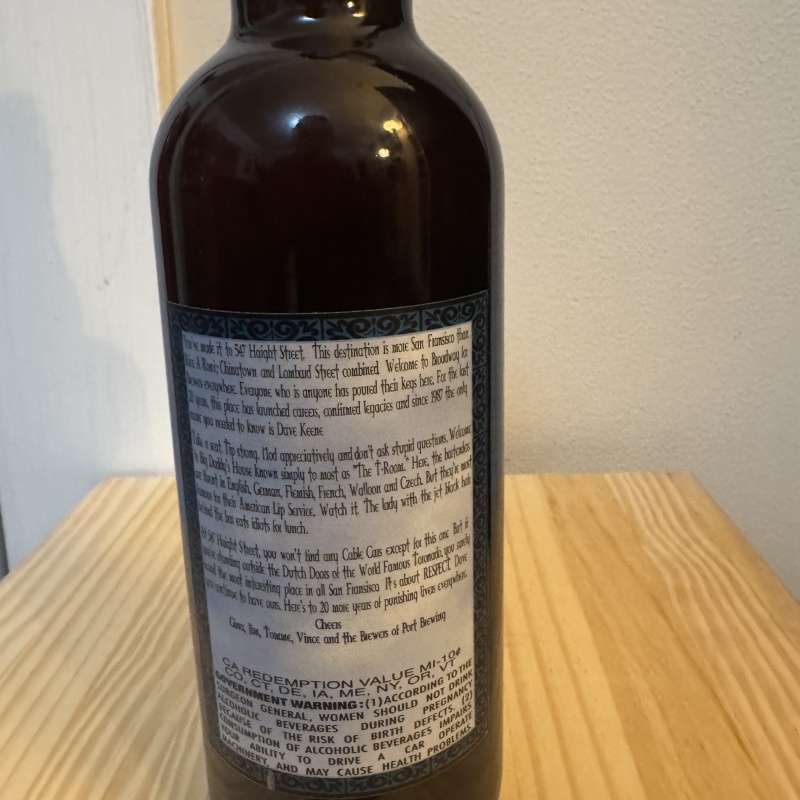 You've made it to 547 Haight Street. This destination is more San Fransisco than
Rice A Roni; Chinatown and Lombard Street combined Welcome to Broadway for
Brewers everywhere. Everyone who is anyone has poured their kegs here. For the last
20 years, this place has launched careers, confirmed legacies and since 1987 the only
name you needed to know is Dave Keene
Take a seat. Tip strong. Nod appreciatively and don't ask stupid questions. Welcome
to Big Daddy's House known simply to most as "The T-Room." Here, the bartenders
are fluent in English, German, Flemish, French, Walloon and Czech. But they're most
famous for their American Lip Service. Watch it. The lady with the jet black hair
behind the bar eats idiots for lunch.
At 547 Haight Street, you won't find any Cable Cars except for this one. But if
you're standing outside the Dutch Doors of the World Famous Toronado, you surely
found the most interesting place in all San Fransisco It's about RESPECT. Dave
you continue to have ours. Here's to 20 more years of punishing livers everywhere.
Cheers
Gina, Jim, Tomme, Vince and the Brewers of Port Brewing
CA REDEMPTION VALUE MI-10¢
CO, CT, DE, IA, ME, NY, OR, VT
GOVERNMENT WARNING: (1) ACCORDING TO THE
SURGEON GENERAL, WOMEN SHOULD NOT DRINK
ALCOHOLIC BEVERAGES DURING PREGNANCY
BECAUSE OF THE RISK OF BIRTH DEFECTS. (2)
CONSUMPTION OF ALCOHOLIC BEVERAGES IMPAIRS
YOUR ABILITY TO DRIVE A CAR OR OPERATE
MACHINERY, AND MAY CAUSE HEALTH PROBLEMS.